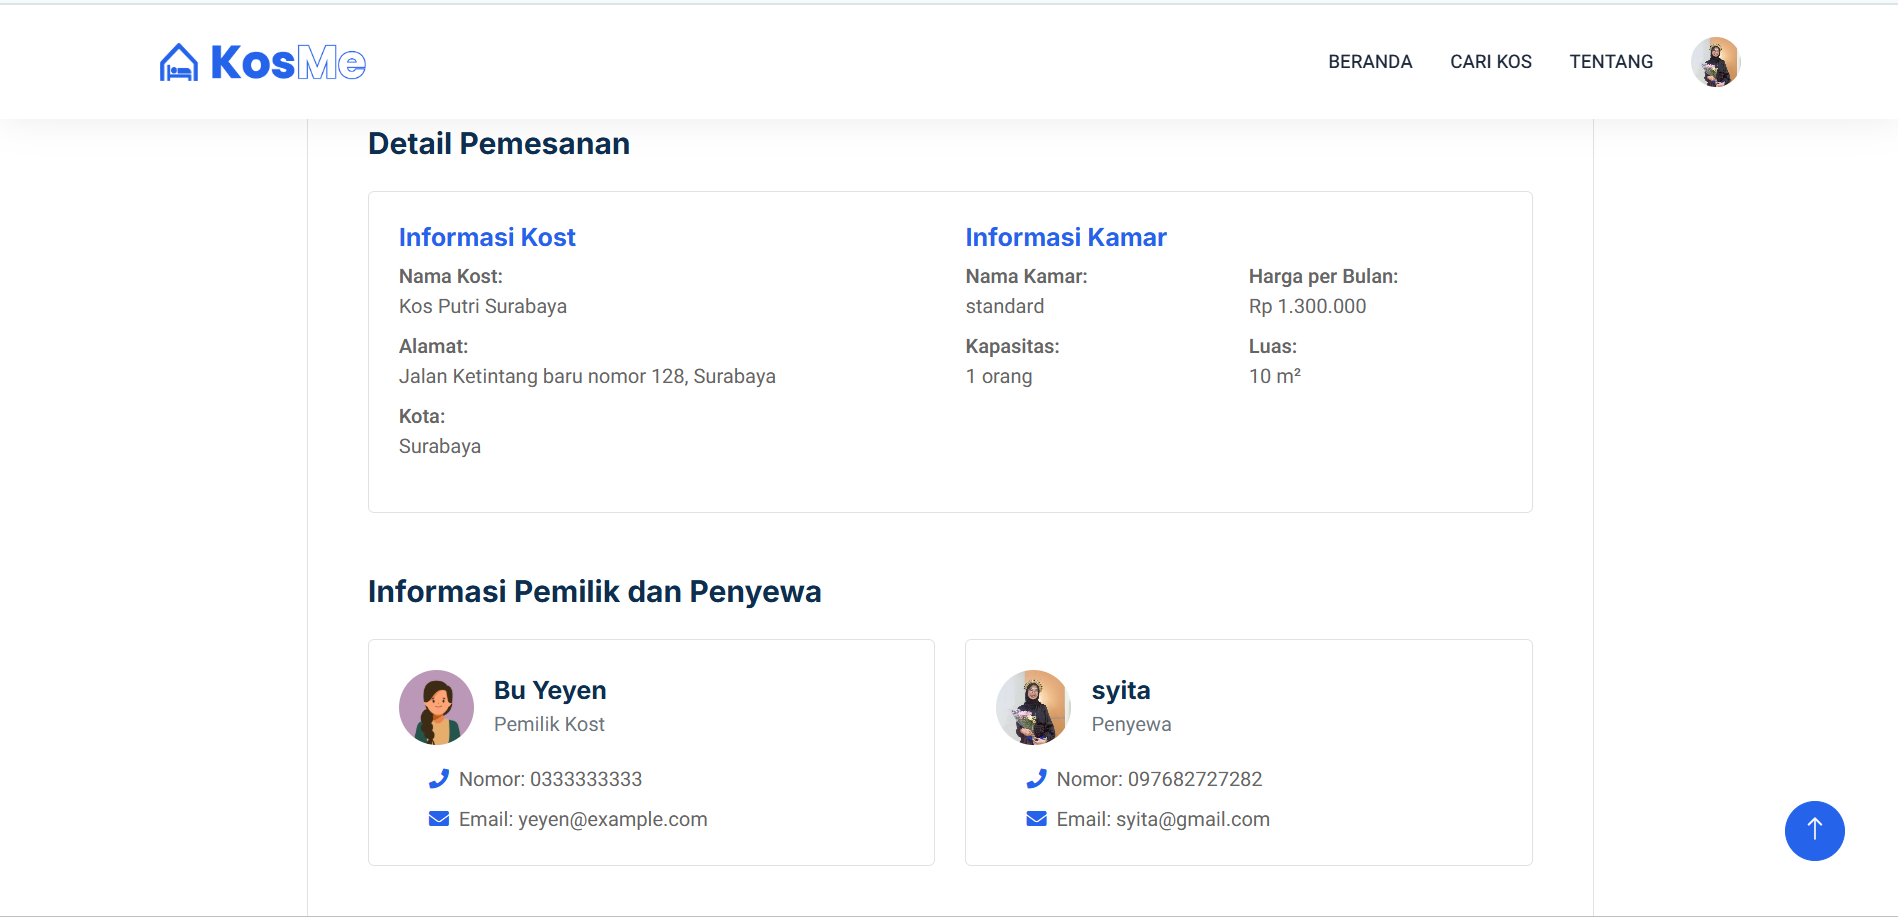 KosMe
BERANDA
CARI KOS
TENTANG
Detail Pemesanan
Informasi Kost
Nama Kost:
Kos Putri Surabaya
Alamat:
Jalan Ketintang baru nomor 128, Surabaya
Kota:
Surabaya
Informasi Kamar
Nama Kamar:
standard
Harga per Bulan:
Rp 1.300.000
Kapasitas:
1 orang
Luas:
10 m²
Informasi Pemilik dan Penyewa
Bu Yeyen
Pemilik Kost
Nomor: 0333333333
Email: yeyen@example.com
syita
Penyewa
Nomor: 097682727282
Email: syita@gmail.com